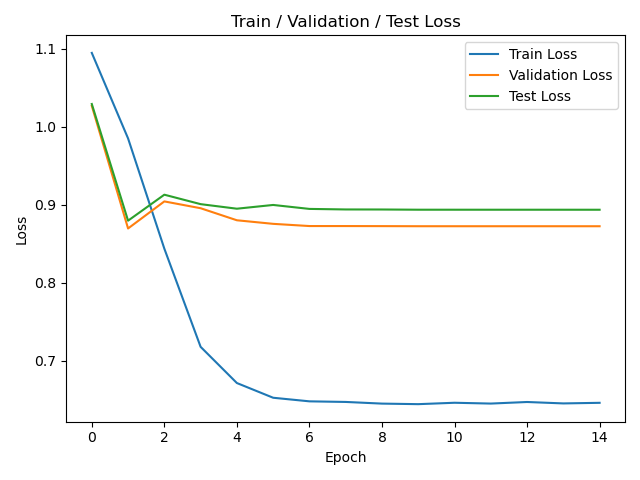 Train / Validation / Test Loss
Train Loss
Validation Loss
Test Loss
Loss
1.1
1.0
0.9
0.8
0.7
0 2 4 6 8 10 12 14
Epoch